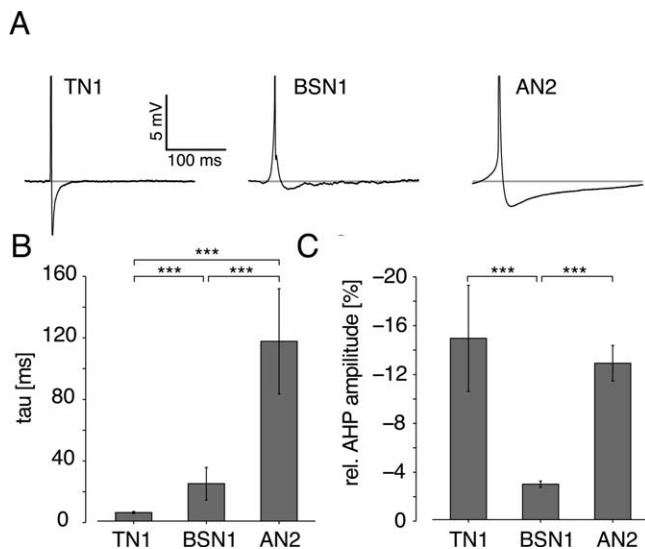 A
TN1
BSN1
AN2
5 mV
100 ms
B
C
***
***
***
***
***
160
120
80
40
0
tau [ms]
TN1 BSN1 AN2
–20
–16
–12
–8
–4
0
rel. AHP ampilitude [%]
TN1 BSN1 AN2